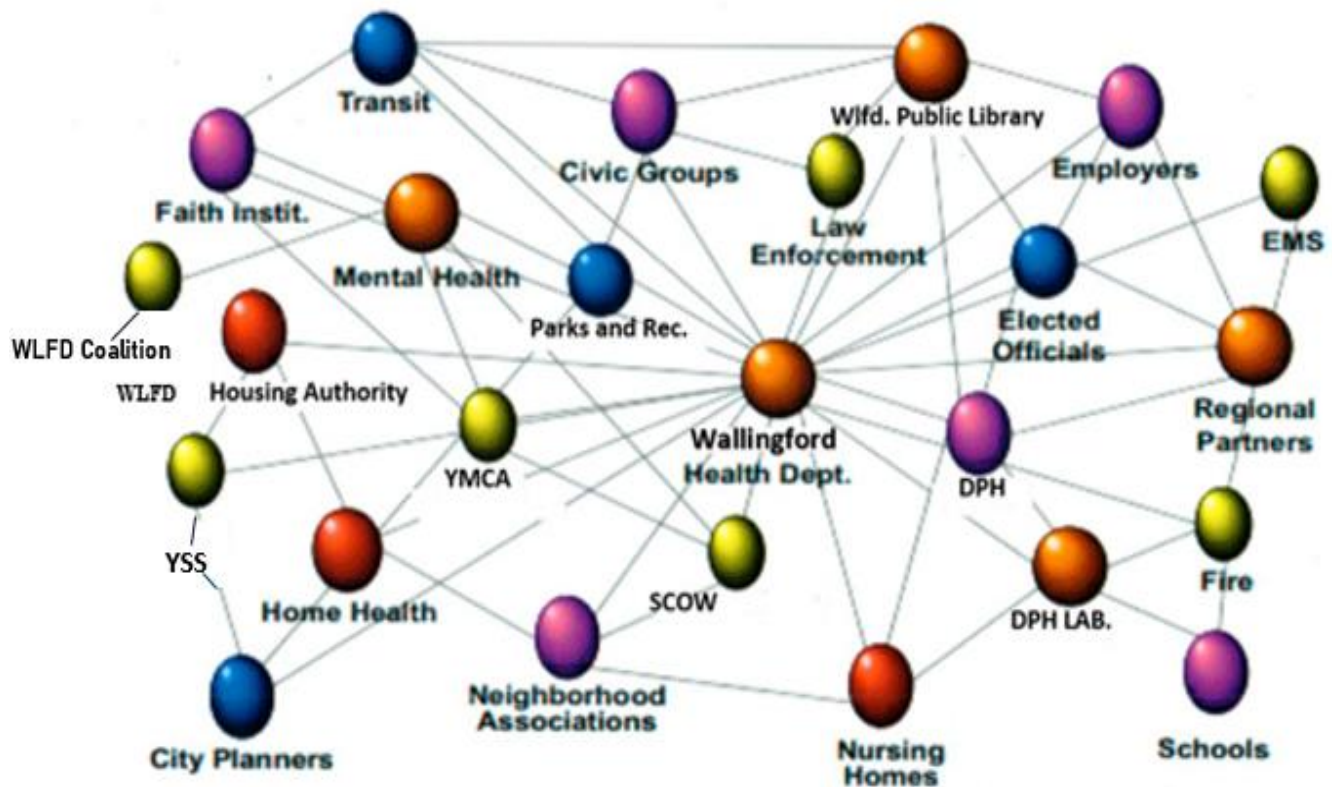 Transit
Wlfd. Public Library
Civic Groups
Employers
Faith Instit.
Law
Enforcement
EMS
Mental Health
Parks and Rec.
Elected
Officials
WLFD Coalition
WLFD Housing Authority
Regional
Partners
Wallingford
Health Dept.
YMCA
DPH
YSS
Fire
Home Health
SCOW
DPH LAB.
Neighborhood
Associations
City Planners
Nursing
Homes
Schools